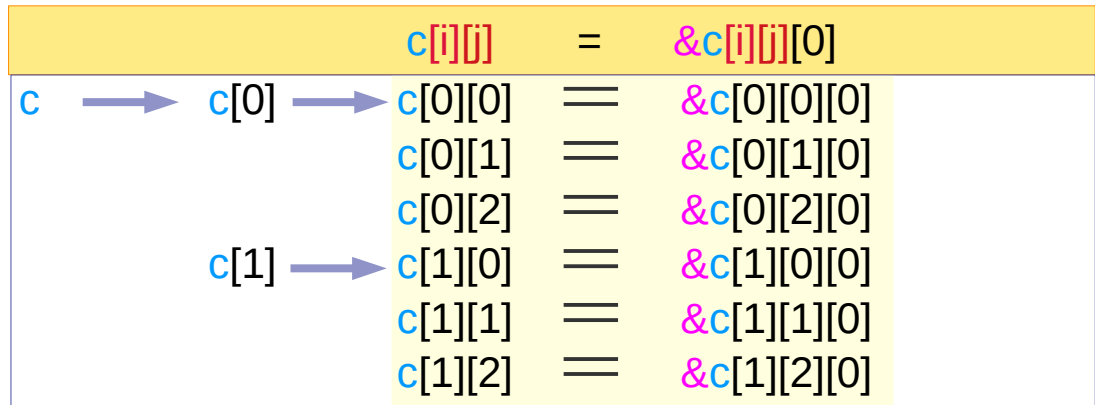 c[i][j] = &c[i][j][0]
c c[0] c[0][0] = &c[0][0][0]
c[0][1] = &c[0][1][0]
c[0][2] = &c[0][2][0]
c[1] c[1][0] = &c[1][0][0]
c[1][1] = &c[1][1][0]
c[1][2] = &c[1][2][0]